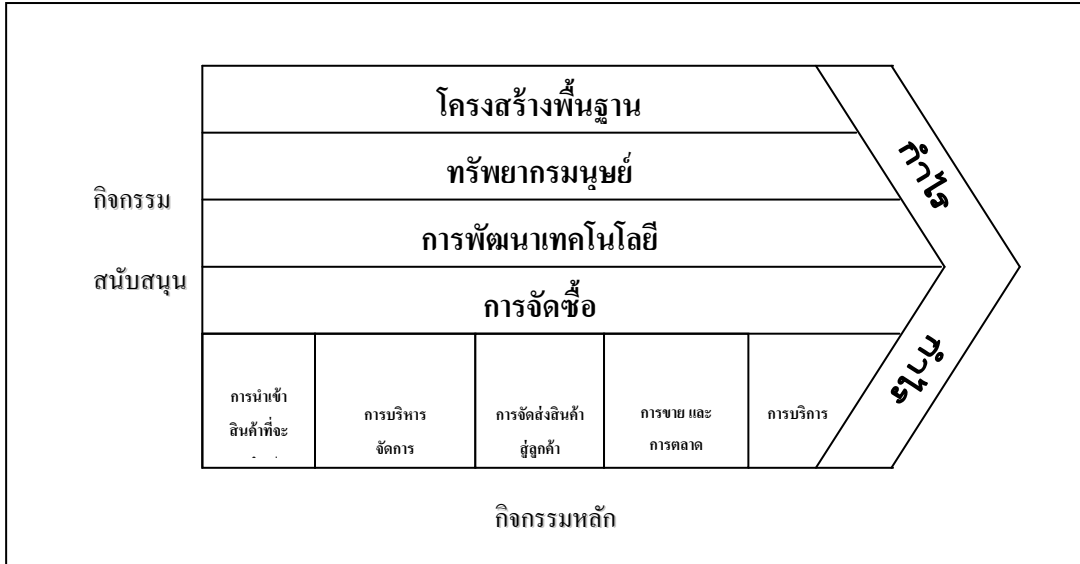 โครงสร้างพื้นฐาน
ทรัพยากรมนุษย์
กิจกรรม
สนับสนุน
การพัฒนาเทคโนโลยี
การจัดซื้อ
กำไร
กำไร
การนำเข้า
สินค้าที่จะ
การบริหาร
จัดการ
การจัดส่งสินค้า
สู่ลูกค้า
การขาย และ
การตลาด
การบริการ
กิจกรรมหลัก